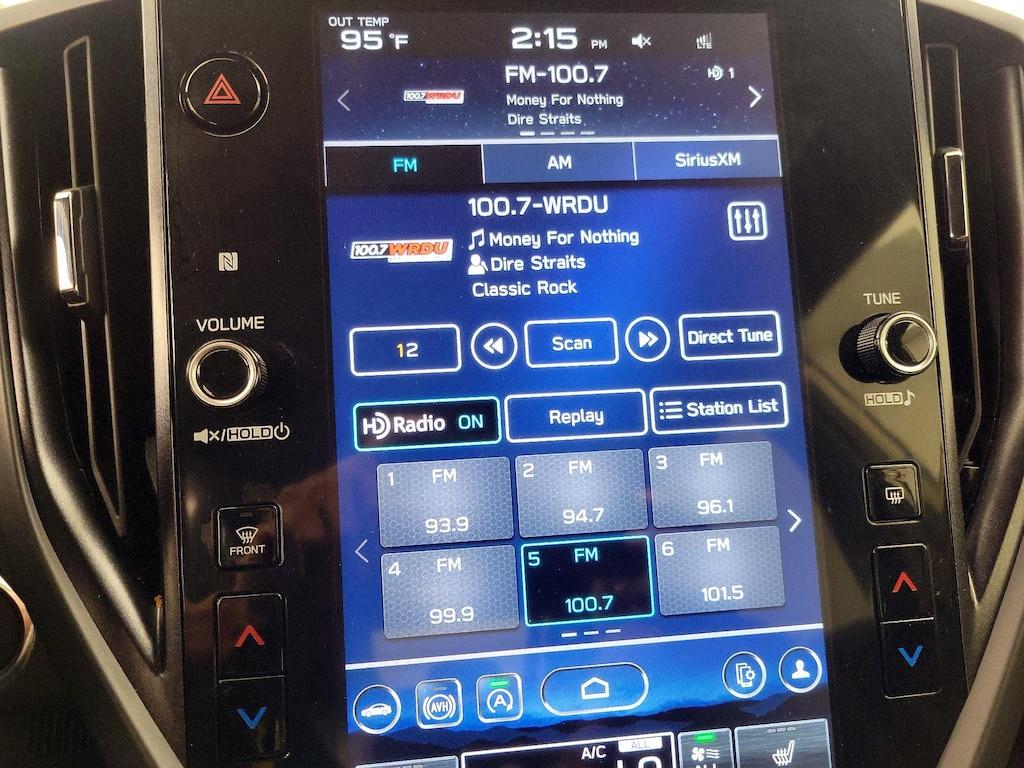 OUT TEMP
95 °F
2:15 PM
LTE
FM-100.7
HD 1
100.7 WRDU
Money For Nothing
Dire Straits
FM
AM
SiriusXM
100.7-WRDU
100.7 WRDU
Money For Nothing
Dire Straits
Classic Rock
VOLUME
TUNE
12
Scan
Direct Tune
HOLD
HD Radio ON
Replay
Station List
HOLD
1 FM
93.9
2 FM
94.7
3 FM
96.1
FRONT
4 FM
99.9
5 FM
100.7
6 FM
101.5
AVH
A
A/C
ALL